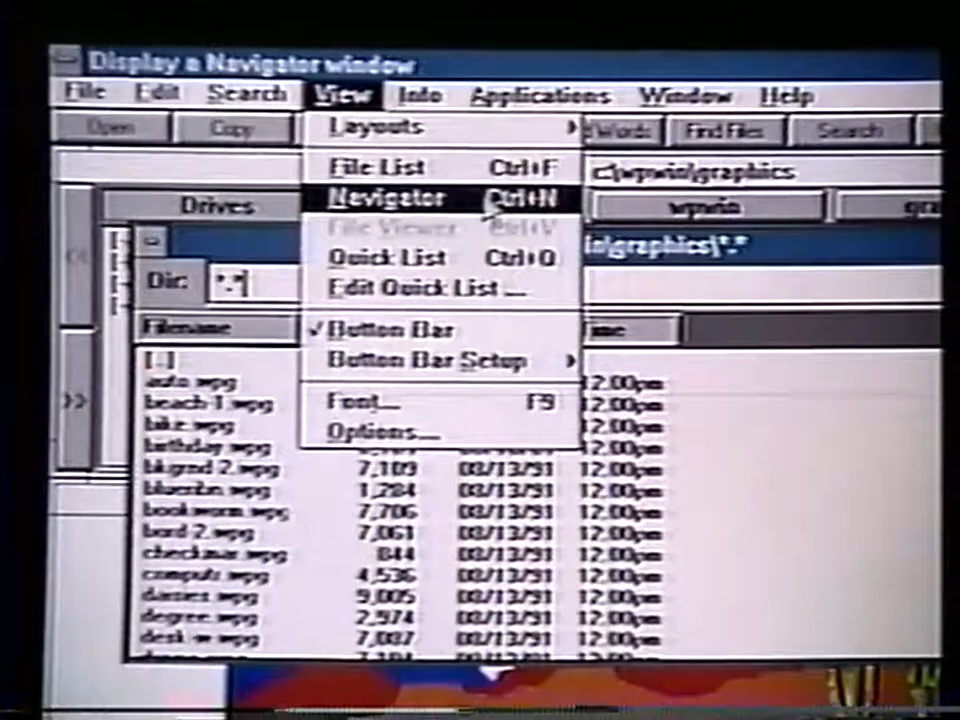 Display a Navigator window
File Edit Search View Info Applications Window Help
Open Copy Words Find Files Search
Layouts
File List Ctrl+F
c:\wpwin\graphics
Navigator Ctrl+N
Drives wpwin gra
File Viewer Ctrl+V
in\graphics\*.*
Quick List Ctrl+Q
Dir: *.*
Edit Quick List...
Filename ime
✓Button Bar
Button Bar Setup
[..]
auto.wpg 12:00pm
beach-1.wpg 12:00pm
Font... F9
bike.wpg 12:00pm
Options...
birthday.wpg 12:00pm
bkgrnd-2.wpg 7,109 08/13/91 12:00pm
blueribn.wpg 1,284 08/13/91 12:00pm
bookworm.wpg 7,706 08/13/91 12:00pm
bord-2.wpg 7,061 08/13/91 12:00pm
checkmar.wpg 844 08/13/91 12:00pm
computr.wpg 4,536 08/13/91 12:00pm
daisies.wpg 9,005 08/13/91 12:00pm
degree.wpg 2,974 08/13/91 12:00pm
desk-w.wpg 7,087 08/13/91 12:00pm